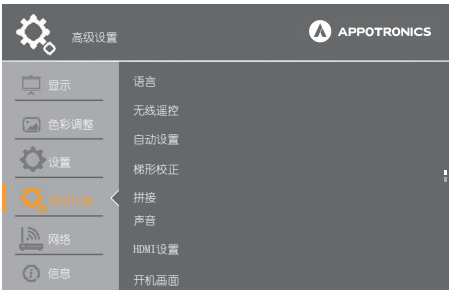 高级设置
APPOTRONICS
显示
色彩调整
设置
网络
信息
语言
无线遥控
自动设置
梯形校正
拼接
声音
HDMI设置
开机画面